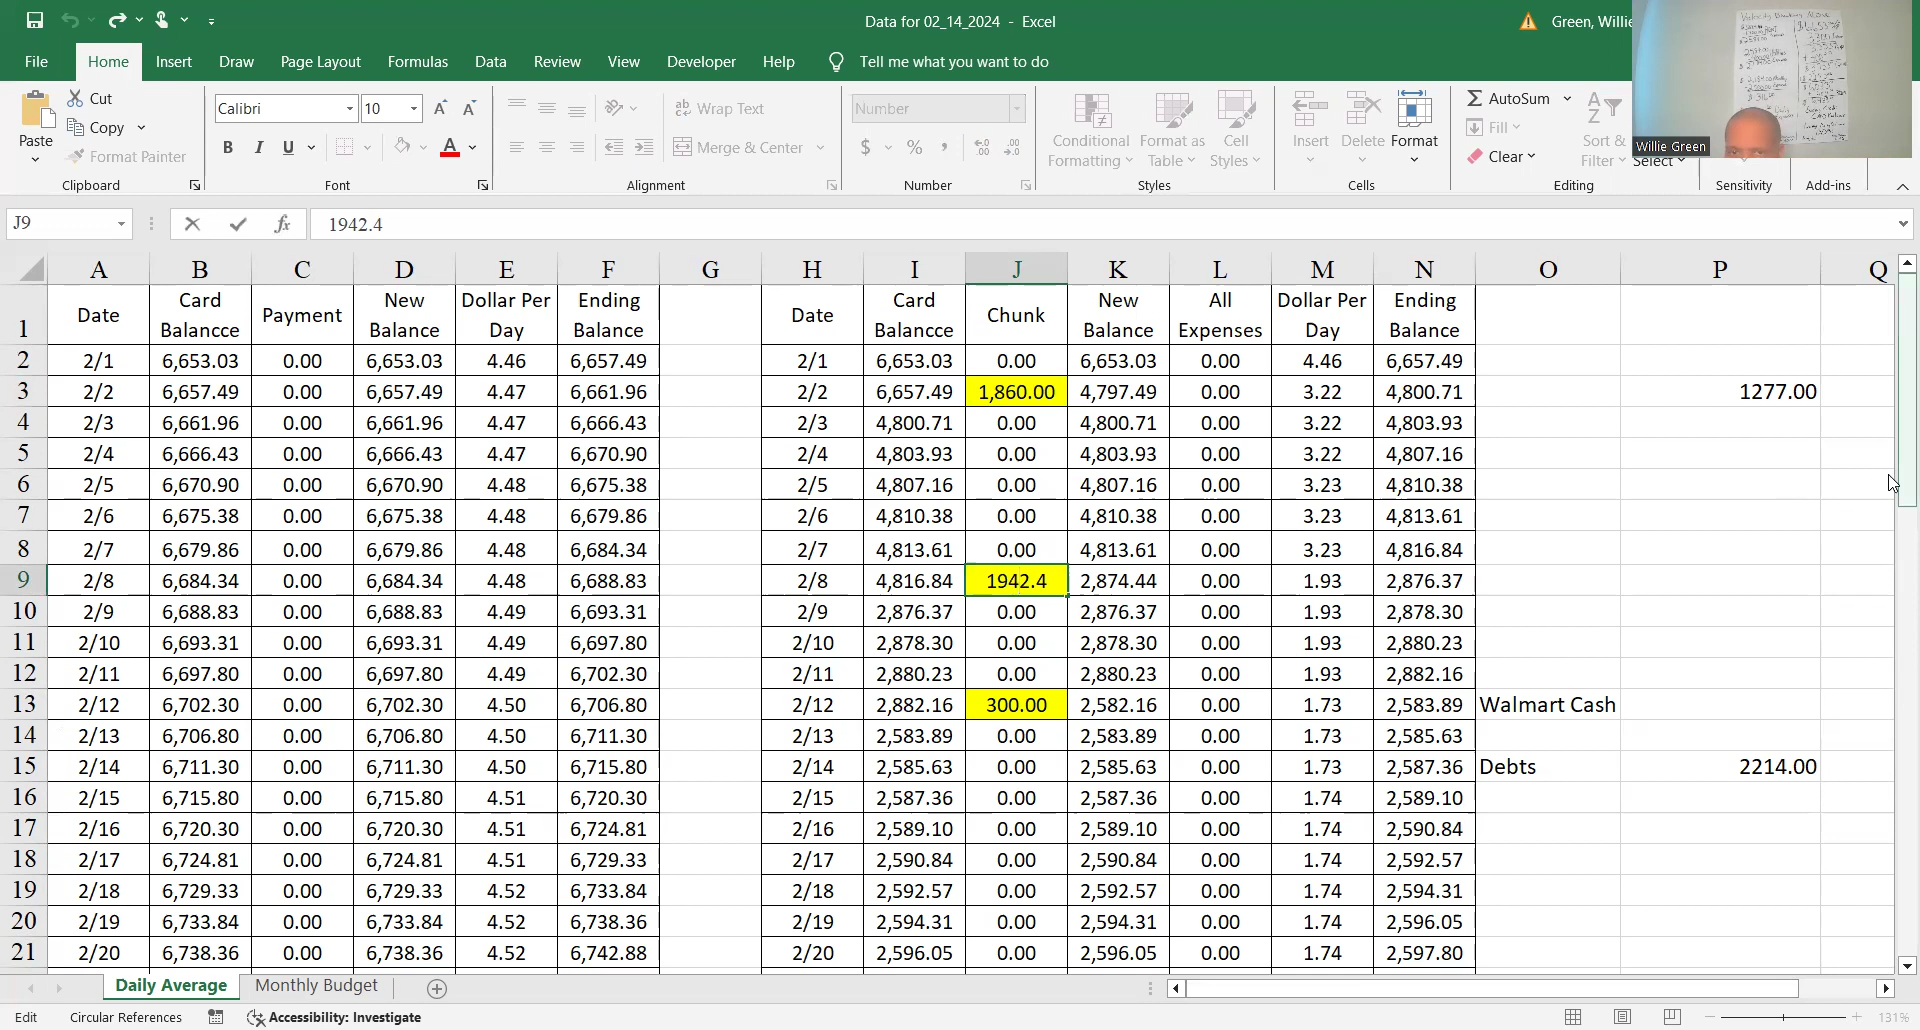 Data for 02_14_2024 - Excel
Green, Willie
File Home Insert Draw Page Layout Formulas Data Review View Developer Help Tell me what you want to do
Paste
Cut
Copy
Format Painter
Clipboard
Calibri 10
B I U A
Font
Wrap Text
Merge & Center
Alignment
Number
$ % ,
Number
Conditional Formatting
Format as Table
Cell Styles
Styles
Insert Delete Format
Cells
AutoSum
Fill
Clear
Sort & Filter
Select
Editing
Sensitivity
Add-ins
Willie Green
J9 fx 1942.4
A B C D E F G H I J K L M N O P Q
1 Date Card Balancce Payment New Balance Dollar Per Day Ending Balance Date Card Balancce Chunk New Balance All Expenses Dollar Per Day Ending Balance
2 2/1 6,653.03 0.00 6,653.03 4.46 6,657.49 2/1 6,653.03 0.00 6,653.03 0.00 4.46 6,657.49
3 2/2 6,657.49 0.00 6,657.49 4.47 6,661.96 2/2 6,657.49 1,860.00 4,797.49 0.00 3.22 4,800.71 1277.00
4 2/3 6,661.96 0.00 6,661.96 4.47 6,666.43 2/3 4,800.71 0.00 4,800.71 0.00 3.22 4,803.93
5 2/4 6,666.43 0.00 6,666.43 4.47 6,670.90 2/4 4,803.93 0.00 4,803.93 0.00 3.22 4,807.16
6 2/5 6,670.90 0.00 6,670.90 4.48 6,675.38 2/5 4,807.16 0.00 4,807.16 0.00 3.23 4,810.38
7 2/6 6,675.38 0.00 6,675.38 4.48 6,679.86 2/6 4,810.38 0.00 4,810.38 0.00 3.23 4,813.61
8 2/7 6,679.86 0.00 6,679.86 4.48 6,684.34 2/7 4,813.61 0.00 4,813.61 0.00 3.23 4,816.84
9 2/8 6,684.34 0.00 6,684.34 4.48 6,688.83 2/8 4,816.84 1942.4 2,874.44 0.00 1.93 2,876.37
10 2/9 6,688.83 0.00 6,688.83 4.49 6,693.31 2/9 2,876.37 0.00 2,876.37 0.00 1.93 2,878.30
11 2/10 6,693.31 0.00 6,693.31 4.49 6,697.80 2/10 2,878.30 0.00 2,878.30 0.00 1.93 2,880.23
12 2/11 6,697.80 0.00 6,697.80 4.49 6,702.30 2/11 2,880.23 0.00 2,880.23 0.00 1.93 2,882.16
13 2/12 6,702.30 0.00 6,702.30 4.50 6,706.80 2/12 2,882.16 300.00 2,582.16 0.00 1.73 2,583.89 Walmart Cash
14 2/13 6,706.80 0.00 6,706.80 4.50 6,711.30 2/13 2,583.89 0.00 2,583.89 0.00 1.73 2,585.63
15 2/14 6,711.30 0.00 6,711.30 4.50 6,715.80 2/14 2,585.63 0.00 2,585.63 0.00 1.73 2,587.36 Debts 2214.00
16 2/15 6,715.80 0.00 6,715.80 4.51 6,720.30 2/15 2,587.36 0.00 2,587.36 0.00 1.74 2,589.10
17 2/16 6,720.30 0.00 6,720.30 4.51 6,724.81 2/16 2,589.10 0.00 2,589.10 0.00 1.74 2,590.84
18 2/17 6,724.81 0.00 6,724.81 4.51 6,729.33 2/17 2,590.84 0.00 2,590.84 0.00 1.74 2,592.57
19 2/18 6,729.33 0.00 6,729.33 4.52 6,733.84 2/18 2,592.57 0.00 2,592.57 0.00 1.74 2,594.31
20 2/19 6,733.84 0.00 6,733.84 4.52 6,738.36 2/19 2,594.31 0.00 2,594.31 0.00 1.74 2,596.05
21 2/20 6,738.36 0.00 6,738.36 4.52 6,742.88 2/20 2,596.05 0.00 2,596.05 0.00 1.74 2,597.80
Daily Average Monthly Budget
Edit Circular References Accessibility: Investigate 131%